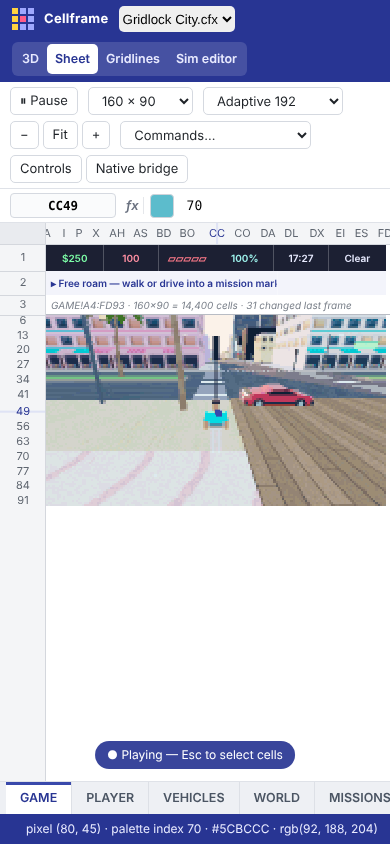 Cellframe Gridlock City.cfx
3D Sheet Gridlines Sim editor
Pause 160 × 90 Adaptive 192
− Fit + Commands...
Controls Native bridge
CC49 fx 70
A I P X AH AS BD BO CC CO DA DL DX EI ES FD
1 $250 100 ▱▱▱▱▱ 100% 17:27 Clear
2 ▸ Free roam — walk or drive into a mission marl
3 GAME!A4:FD93 · 160×90 = 14,400 cells · 31 changed last frame
6
13
20
27
34
41
49
56
63
70
77
84
91
Playing — Esc to select cells
GAME PLAYER VEHICLES WORLD MISSIONS
pixel (80, 45) · palette index 70 · #5CBCCC · rgb(92, 188, 204)